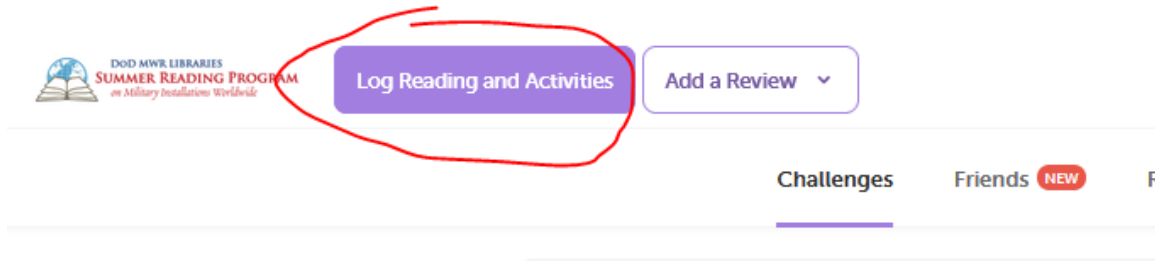 DOD MWR LIBRARIES
SUMMER READING PROGRAM
on Military Installations Worldwide
Log Reading and Activities
Add a Review
Challenges
Friends NEW